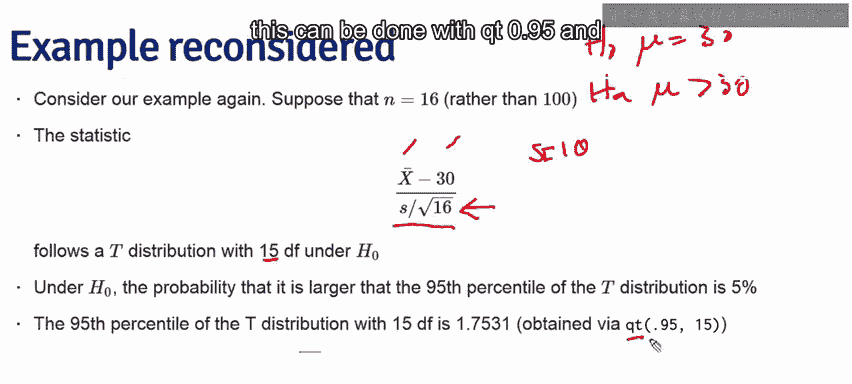 this can be done with qt 0.95 and
Example reconsidered
H₀ μ = 30
Hₐ μ > 30
· Consider our example again. Suppose that n = 16 (rather than 100)
· The statistic
X̄ − 30
s/√16
follows a T distribution with 15 df under H₀
· Under H₀, the probability that it is larger that the 95th percentile of the T distribution is 5%
· The 95th percentile of the T distribution with 15 df is 1.7531 (obtained via qt(.95, 15))